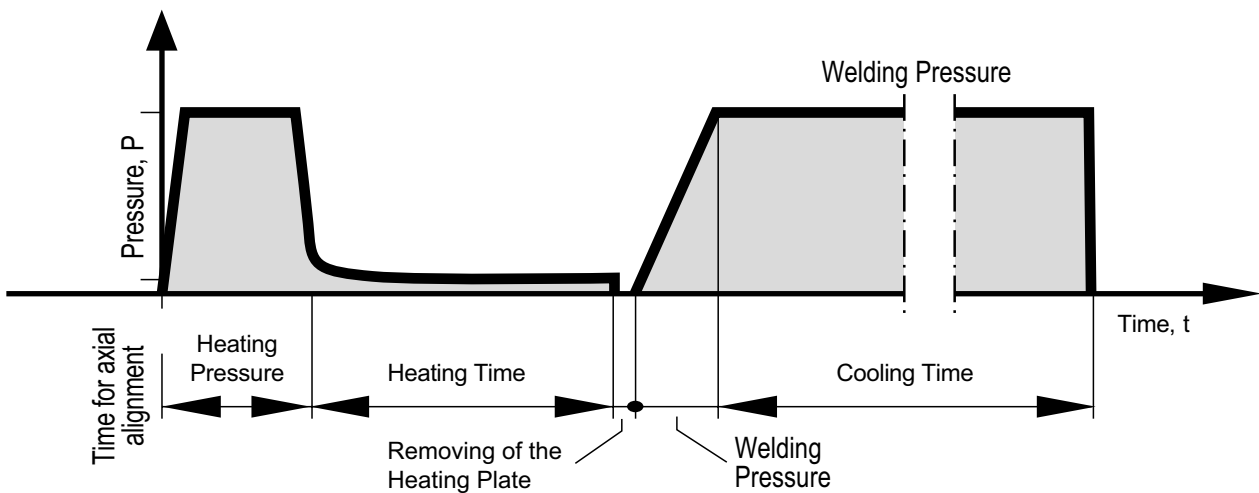 Welding Pressure
Pressure, P
Time, t
Time for axial
alignment
Heating
Pressure
Heating Time
Cooling Time
Removing of the
Heating Plate
Welding
Pressure